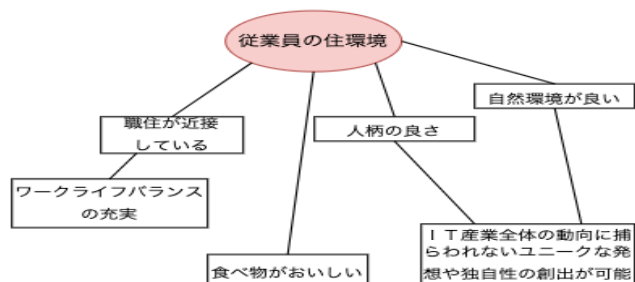 従業員の住環境
自然環境が良い
職住が近接
している
人柄の良さ
ワークライフバランス
の充実
食べ物がおいしい
ＩＴ産業全体の動向に捕
らわれないユニークな発
想や独自性の創出が可能